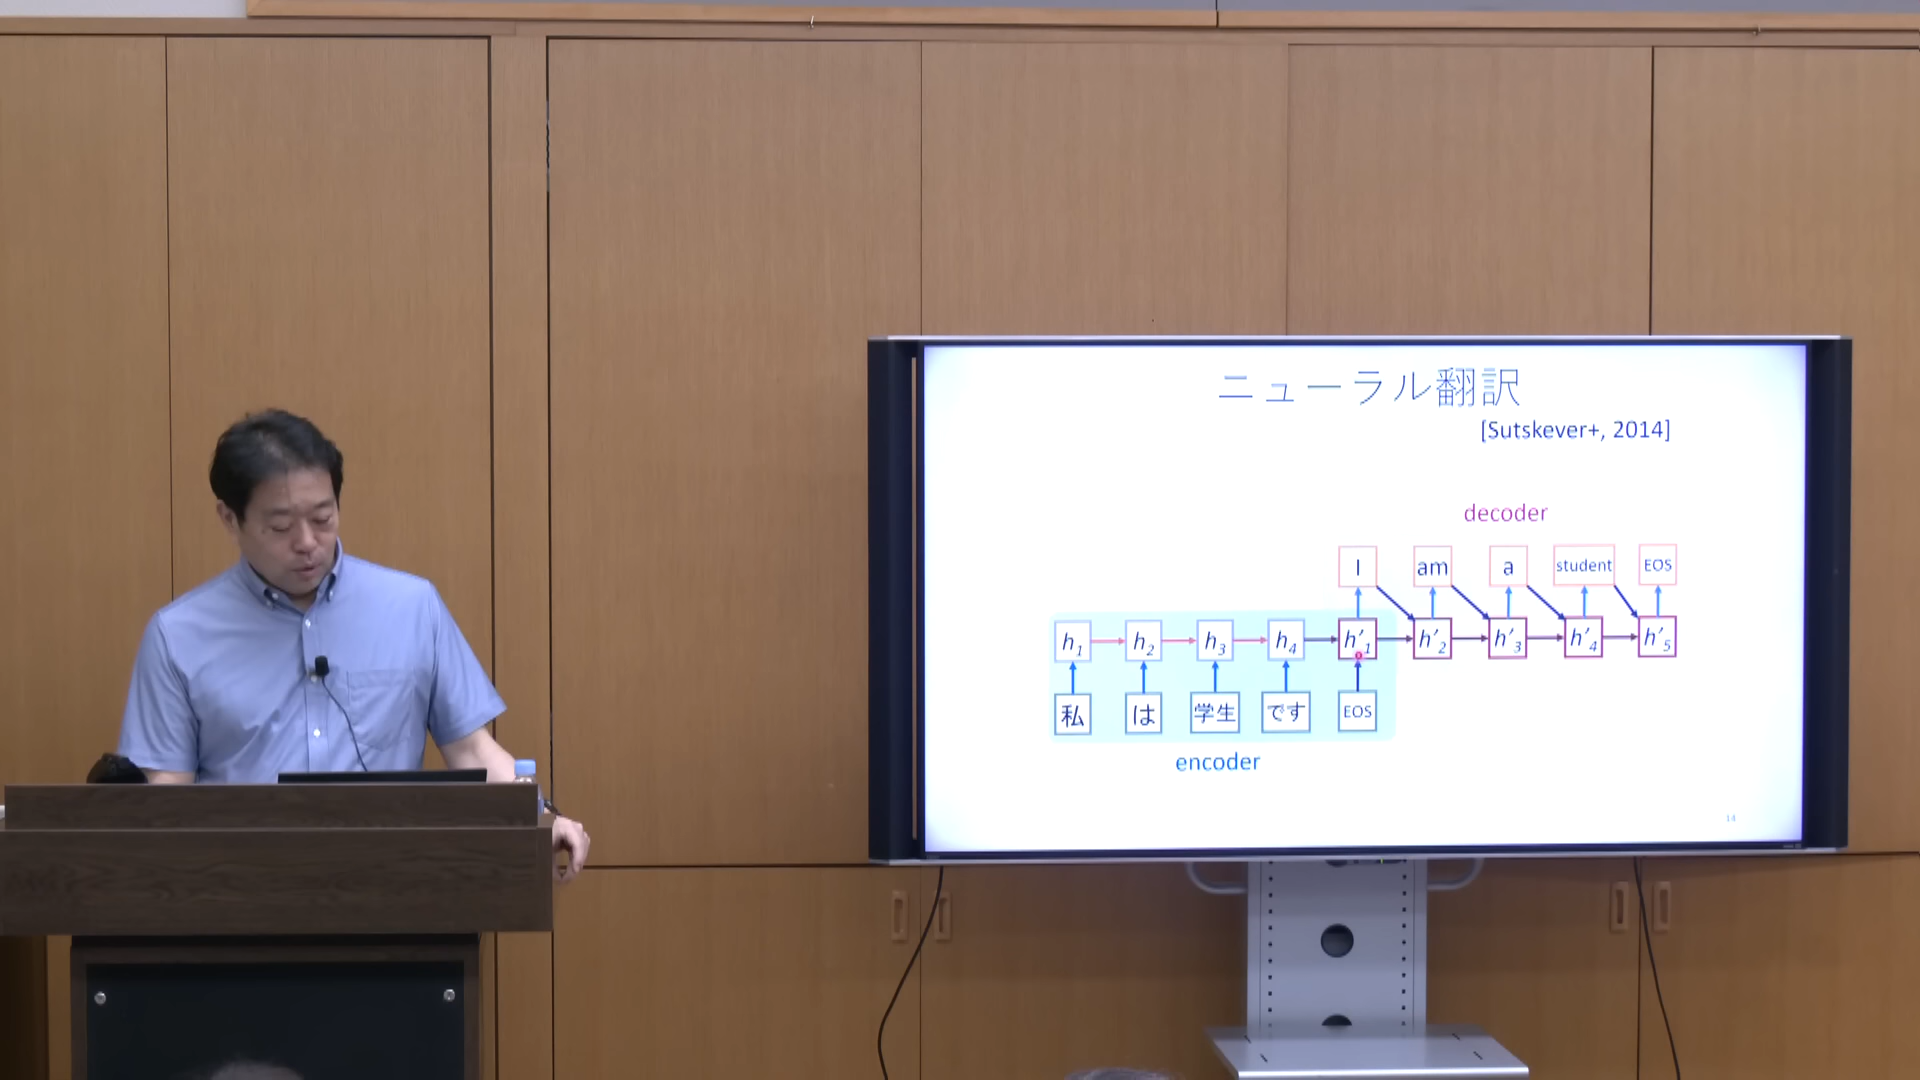 ニューラル翻訳
[Sutskever+, 2014]
decoder
I am a student EOS
h1 h2 h3 h4 h'1 h'2 h'3 h'4 h'5
私 は 学生 です EOS
encoder